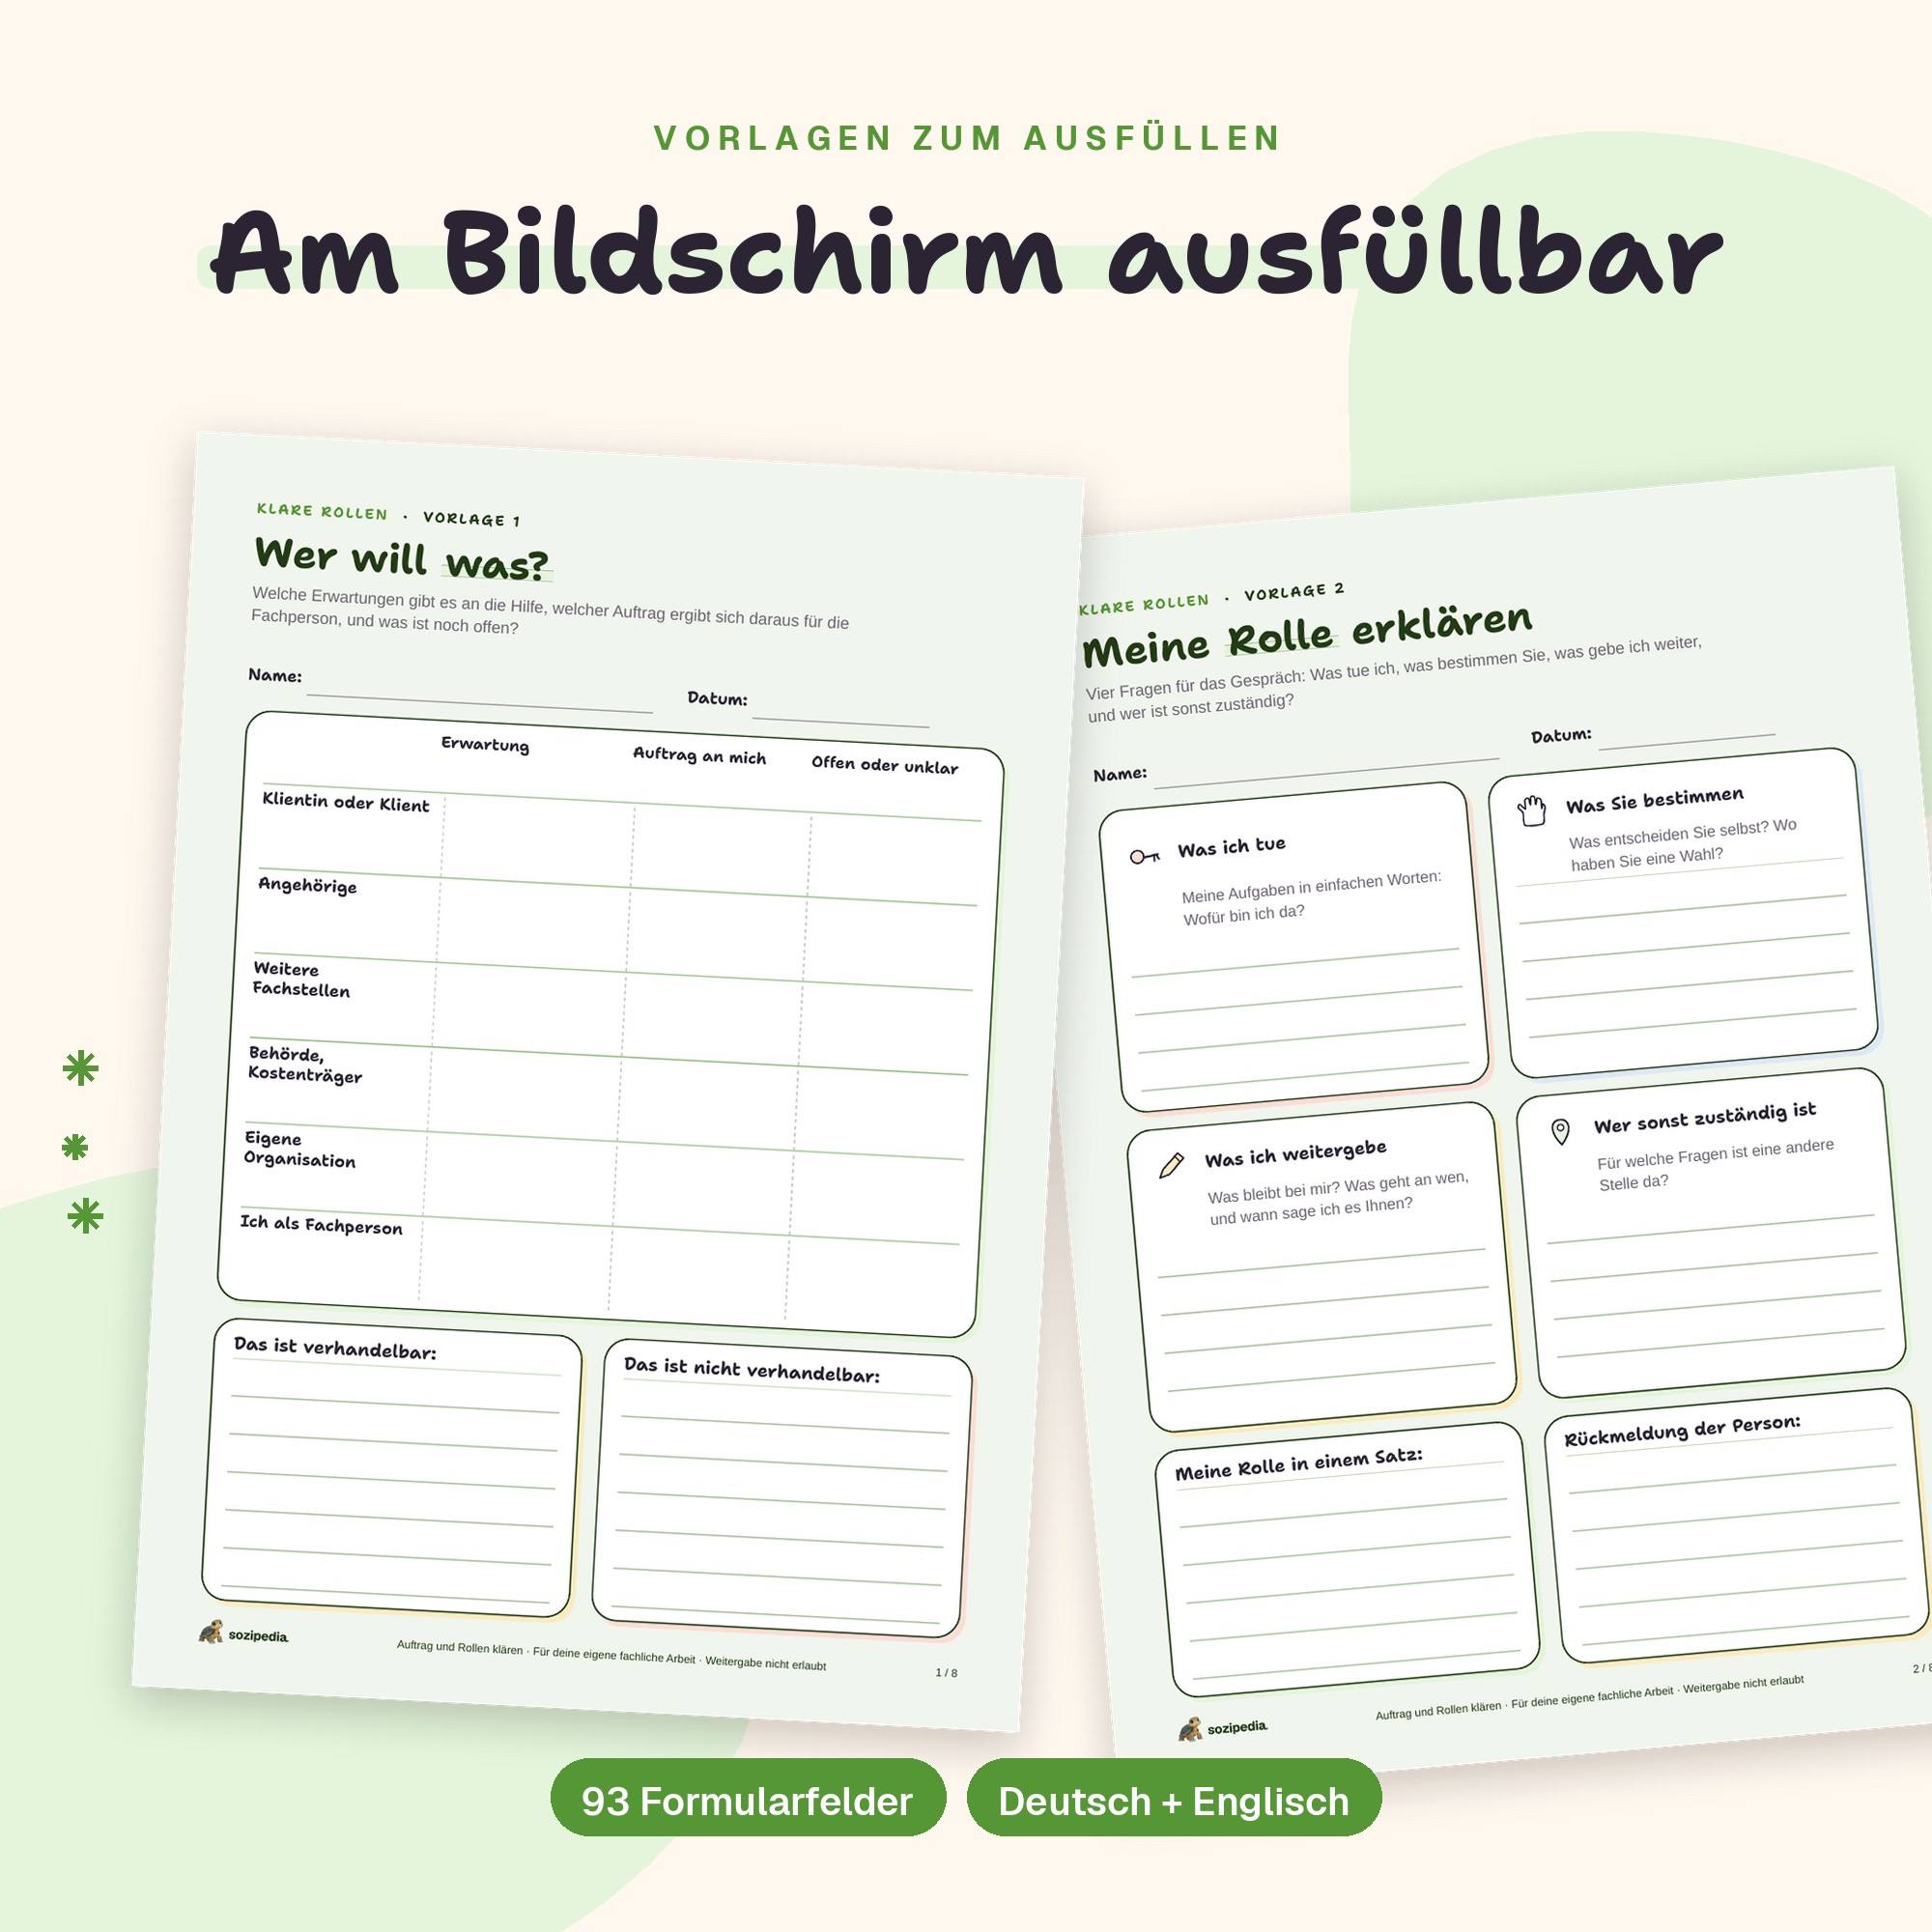 VORLAGEN ZUM AUSFÜLLEN
Am Bildschirm ausfüllbar
KLARE ROLLEN · VORLAGE 1
Wer will was?
Welche Erwartungen gibt es an die Hilfe, welcher Auftrag ergibt sich daraus für die
Fachperson, und was ist noch offen?
Name:
Datum:
Erwartung
Auftrag an mich
Offen oder unklar
Klientin oder Klient
Angehörige
Weitere
Fachstellen
Behörde,
Kostenträger
Eigene
Organisation
Ich als Fachperson
Das ist verhandelbar:
Das ist nicht verhandelbar:
sozipedia.
Auftrag und Rollen klären · Für deine eigene fachliche Arbeit · Weitergabe nicht erlaubt
1 / 8
KLARE ROLLEN · VORLAGE 2
Meine Rolle erklären
Vier Fragen für das Gespräch: Was tue ich, was bestimmen Sie, was gebe ich weiter,
und wer ist sonst zuständig?
Name:
Datum:
Was ich tue
Meine Aufgaben in einfachen Worten:
Wofür bin ich da?
Was Sie bestimmen
Was entscheiden Sie selbst? Wo
haben Sie eine Wahl?
Was ich weitergebe
Was bleibt bei mir? Was geht an wen,
und wann sage ich es Ihnen?
Wer sonst zuständig ist
Für welche Fragen ist eine andere
Stelle da?
Meine Rolle in einem Satz:
Rückmeldung der Person:
sozipedia.
Auftrag und Rollen klären · Für deine eigene fachliche Arbeit · Weitergabe nicht erlaubt
2 / 8
93 Formularfelder
Deutsch + Englisch